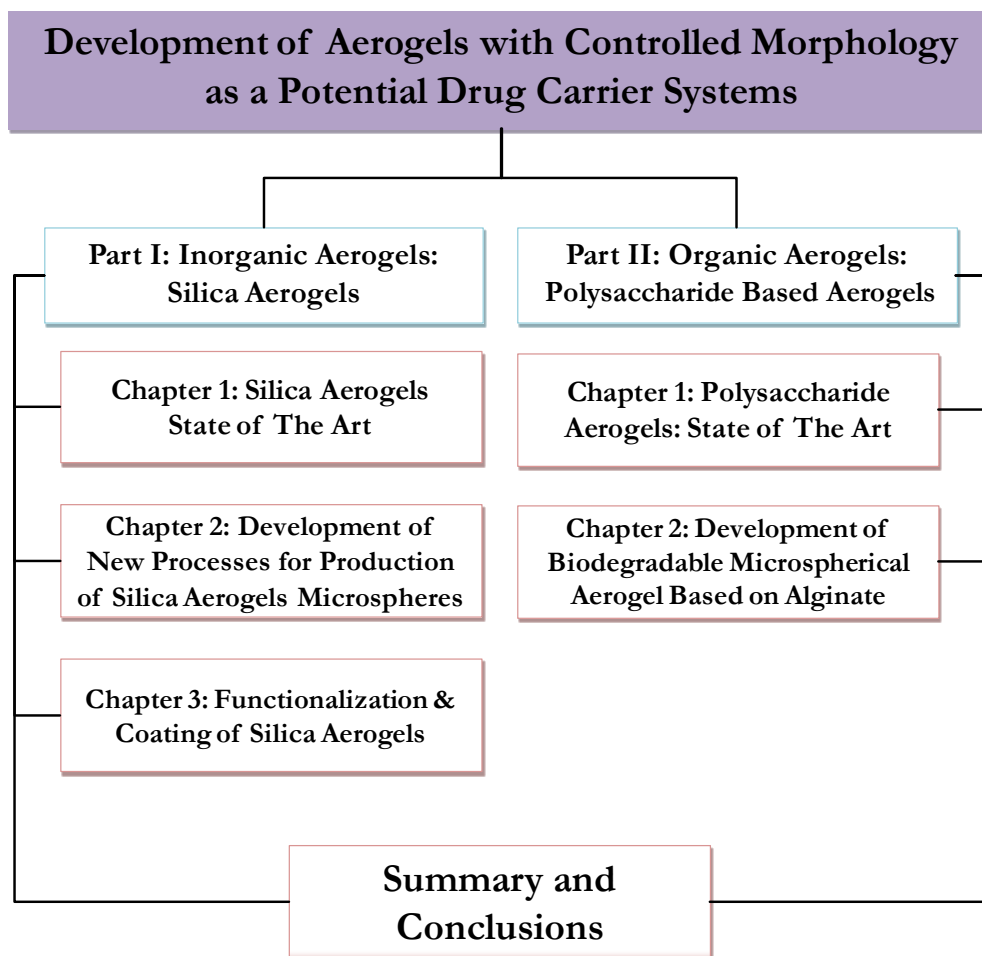 Development of Aerogels with Controlled Morphology
as a Potential Drug Carrier Systems
Part I: Inorganic Aerogels:
Silica Aerogels
Part II: Organic Aerogels:
Polysaccharide Based Aerogels
Chapter 1: Silica Aerogels
State of The Art
Chapter 1: Polysaccharide
Aerogels: State of The Art
Chapter 2: Development of
New Processes for Production
of Silica Aerogels Microspheres
Chapter 2: Development of
Biodegradable Microspherical
Aerogel Based on Alginate
Chapter 3: Functionalization &
Coating of Silica Aerogels
Summary and
Conclusions